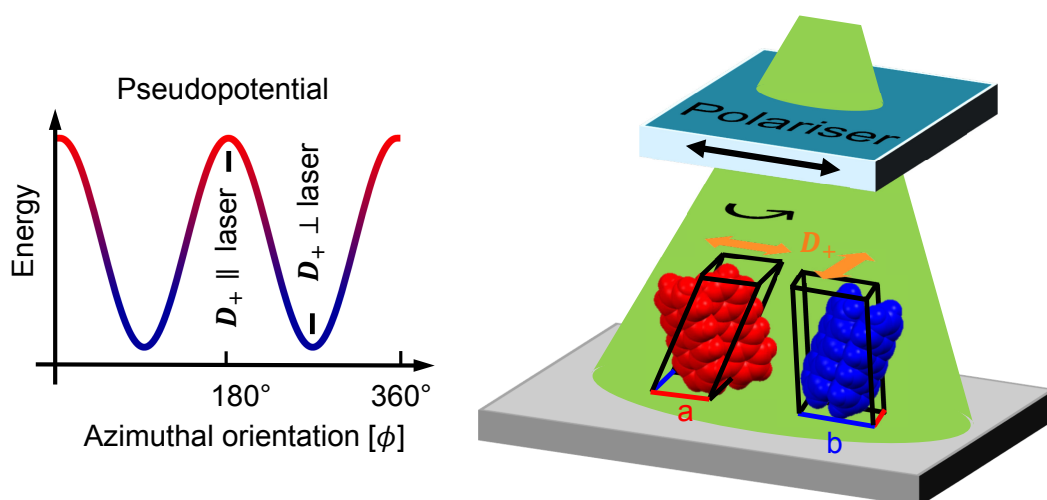 Pseudopotential
Energy
D₊ ∥ laser
D₊ ⊥ laser
180°
360°
Azimuthal orientation [ϕ]
Polariser
D₊
a
b